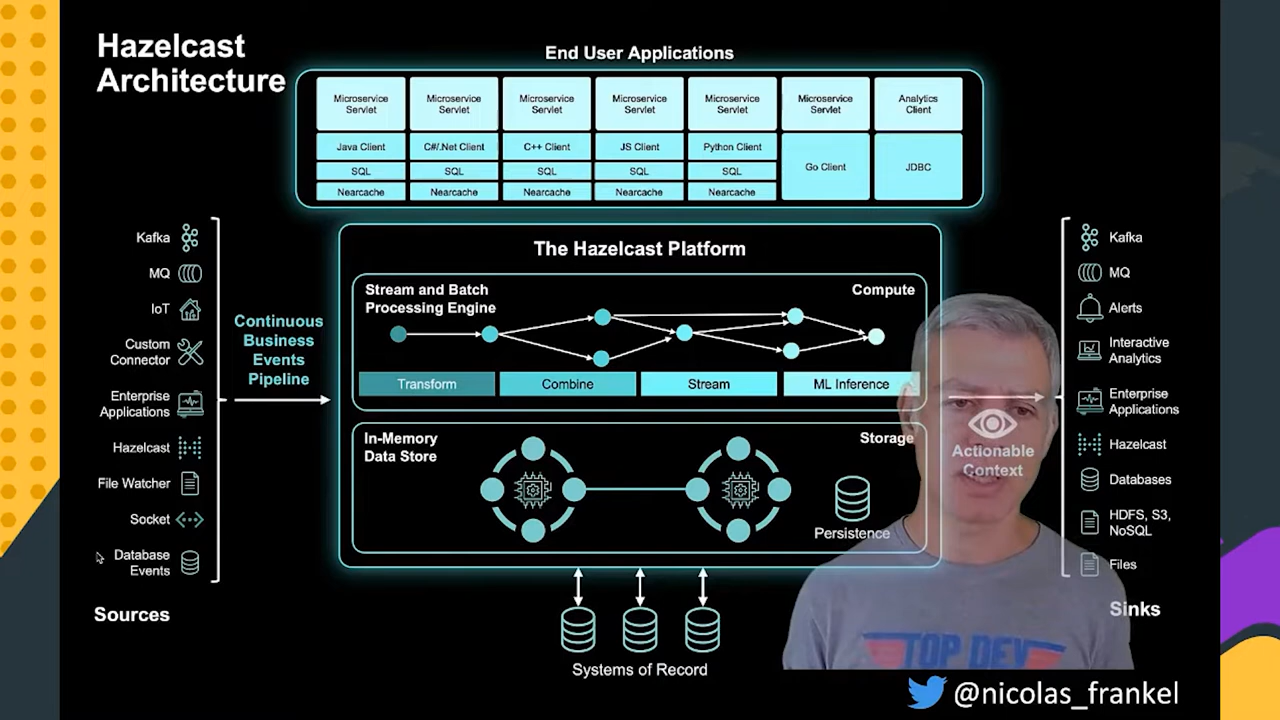 Hazelcast
Architecture
End User Applications
Microservice
Servlet
Microservice
Servlet
Microservice
Servlet
Microservice
Servlet
Microservice
Servlet
Microservice
Servlet
Analytics
Client
Java Client
C#/.Net Client
C++ Client
JS Client
Python Client
Go Client
JDBC
SQL
SQL
SQL
SQL
SQL
Nearcache
Nearcache
Nearcache
Nearcache
Nearcache
Kafka
MQ
IoT
Custom
Connector
Enterprise
Applications
Hazelcast
File Watcher
Socket
Database
Events
Sources
Continuous
Business
Events
Pipeline
The Hazelcast Platform
Stream and Batch
Processing Engine
Compute
Transform
Combine
Stream
ML Inference
In-Memory
Data Store
Storage
Persistence
Actionable
Context
Kafka
MQ
Alerts
Interactive
Analytics
Enterprise
Applications
Hazelcast
Databases
HDFS, S3,
NoSQL
Files
Sinks
Systems of Record
TOP DEV
@nicolas_frankel